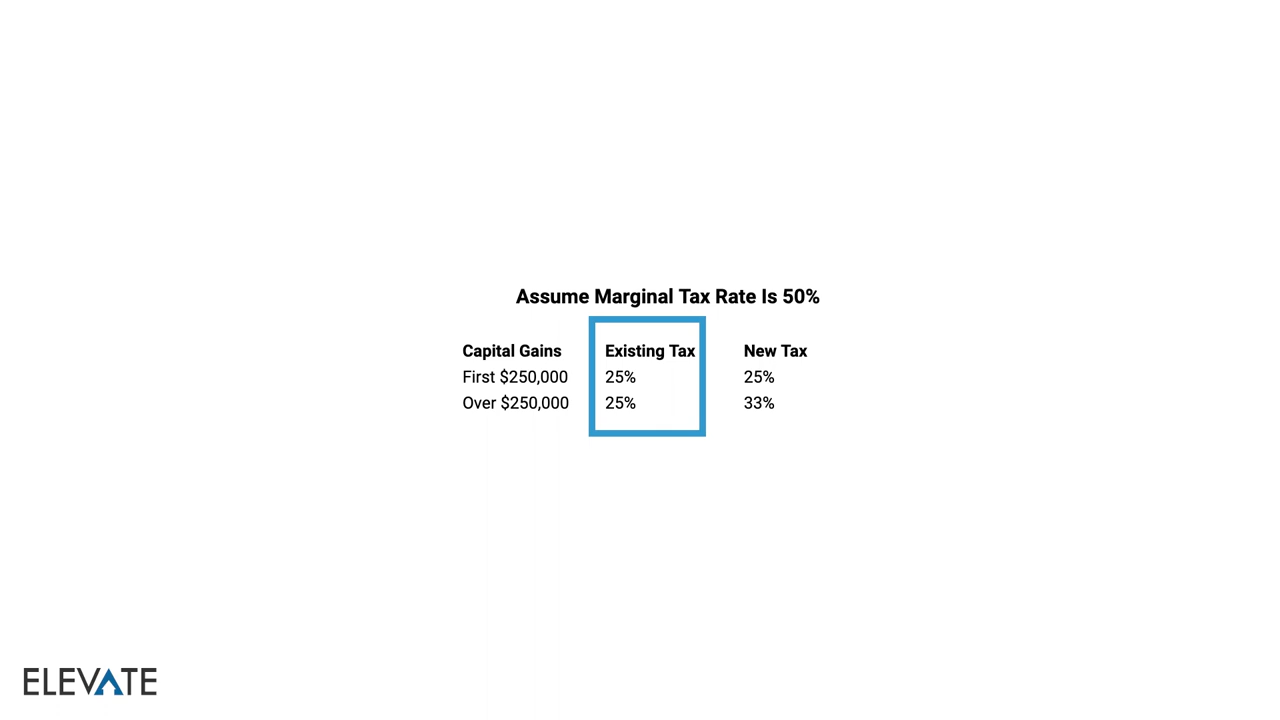 Assume Marginal Tax Rate Is 50%
Capital Gains Existing Tax New Tax
First $250,000 25% 25%
Over $250,000 25% 33%
ELEVATE